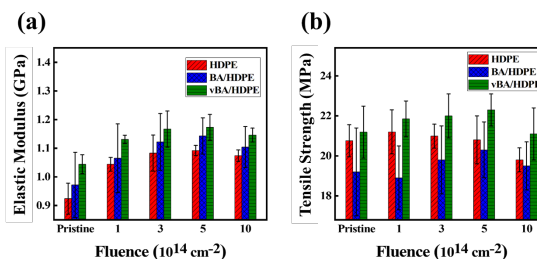 (a)
Elastic Modulus (GPa)
1.4
1.3
1.2
1.1
1.0
0.9
HDPE
BA/HDPE
vBA/HDPE
Pristine 1 3 5 10
Fluence (10¹⁴ cm⁻²)
(b)
Tensile Strength (MPa)
24
22
20
18
HDPE
BA/HDPE
vBA/HDPE
Pristine 1 3 5 10
Fluence (10¹⁴ cm⁻²)